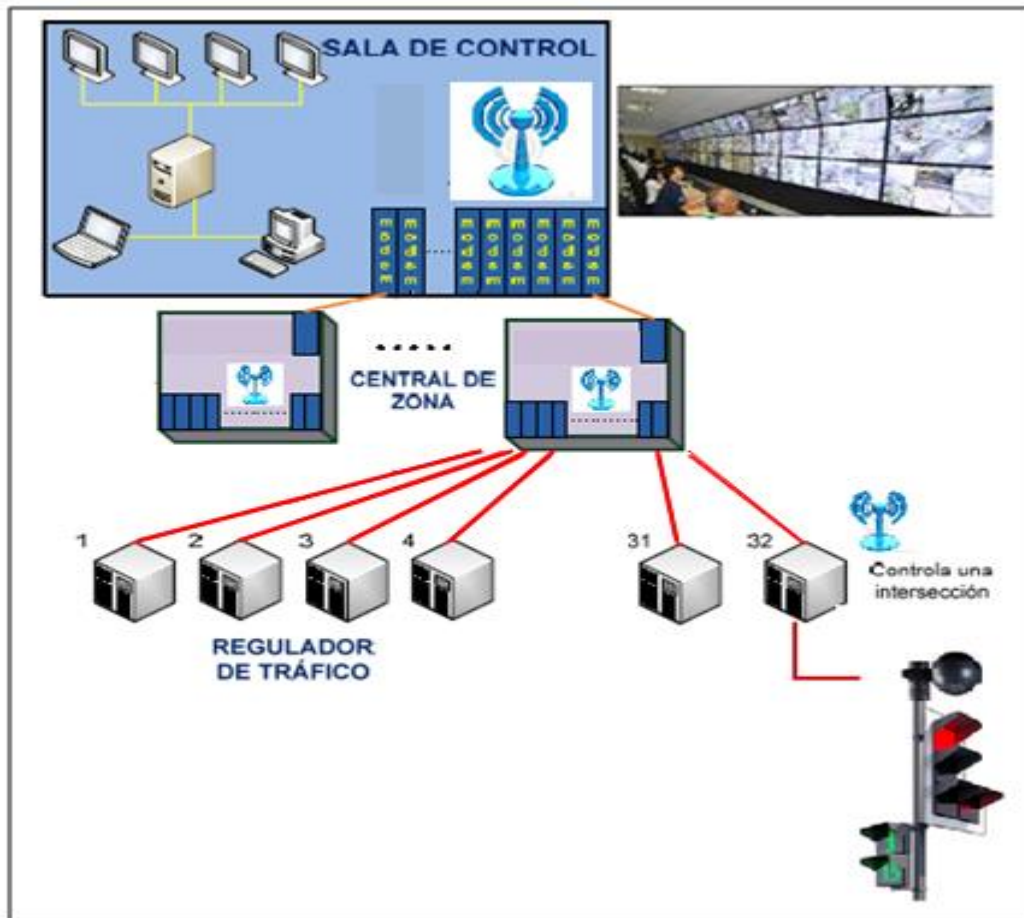 SALA DE CONTROL
Modem
Modem
Modem
Modem
Modem
Modem
Modem
Modem
CENTRAL DE
ZONA
1
2
3
4
31
32
Controla una
intersección
REGULADOR
DE TRÁFICO